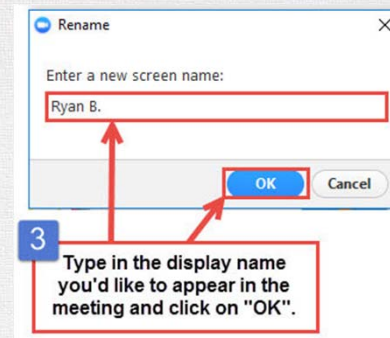 Rename
Enter a new screen name:
Ryan B.
OK Cancel
3
Type in the display name
you'd like to appear in the
meeting and click on "OK".